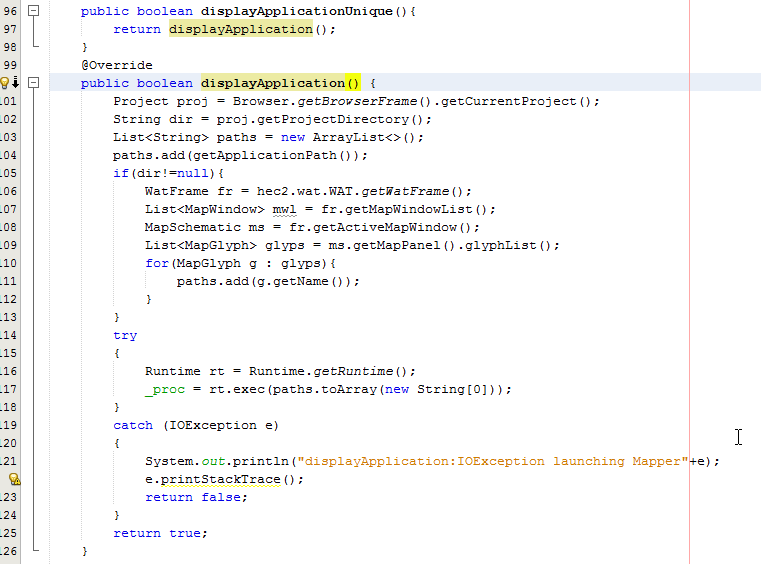 96 public boolean displayApplicationUnique(){
97 return displayApplication();
98 }
99 @Override
public boolean displayApplication() {
101 Project proj = Browser.getBrowserFrame().getCurrentProject();
102 String dir = proj.getProjectDirectory();
103 List<String> paths = new ArrayList<>();
104 paths.add(getApplicationPath());
105 if(dir!=null){
106 WatFrame fr = hec2.wat.WAT.getWatFrame();
107 List<MapWindow> mwl = fr.getMapWindowList();
108 MapSchematic ms = fr.getActiveMapWindow();
109 List<MapGlyph> glyps = ms.getMapPanel().glyphList();
110 for(MapGlyph g : glyps){
111 paths.add(g.getName());
112 }
113 }
114 try
115 {
116 Runtime rt = Runtime.getRuntime();
117 _proc = rt.exec(paths.toArray(new String[0]));
118 }
119 catch (IOException e)
120 {
121 System.out.println("displayApplication:IOException launching Mapper"+e);
e.printStackTrace();
123 return false;
124 }
125 return true;
126 }